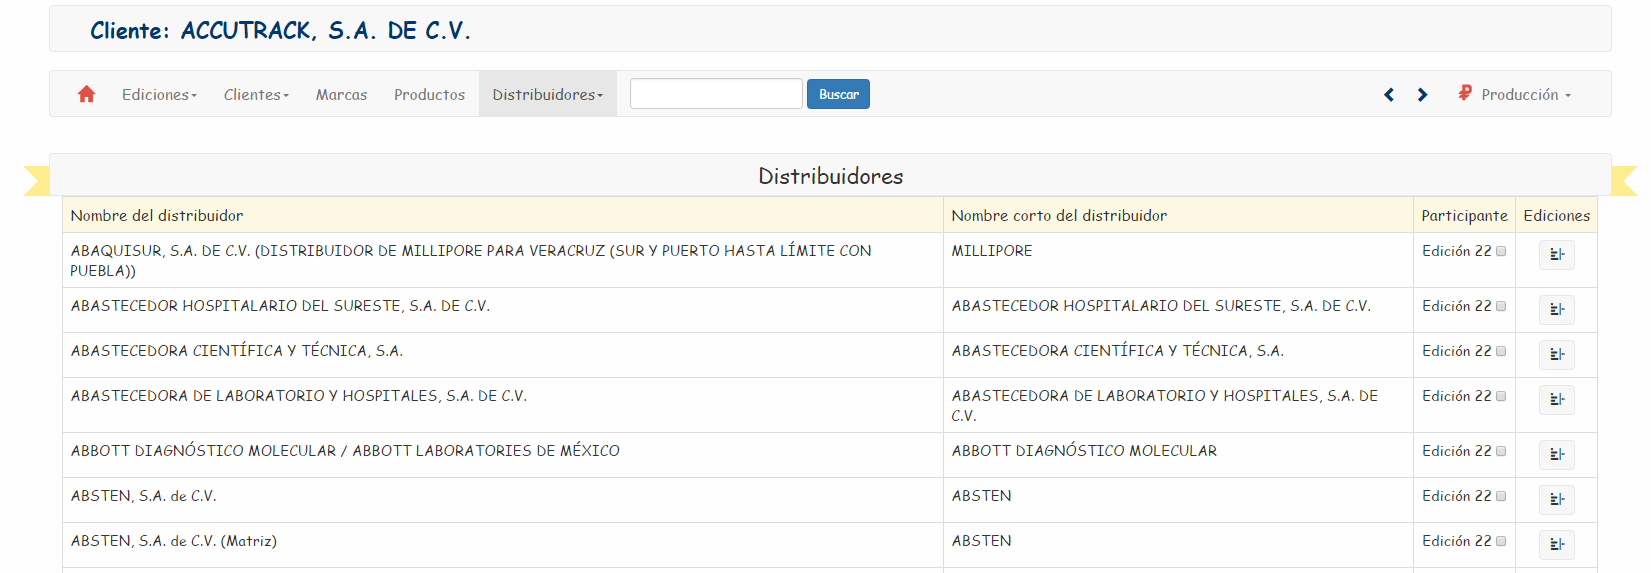 Cliente: ACCUTRACK, S.A. DE C.V.
Ediciones Clientes Marcas Productos Distribuidores Buscar Producción
Distribuidores
Nombre del distribuidor Nombre corto del distribuidor Participante Ediciones
ABAQUISUR, S.A. DE C.V. (DISTRIBUIDOR DE MILLIPORE PARA VERACRUZ (SUR Y PUERTO HASTA LÍMITE CON MILLIPORE Edición 22
PUEBLA))
ABASTECEDOR HOSPITALARIO DEL SURESTE, S.A. DE C.V. ABASTECEDOR HOSPITALARIO DEL SURESTE, S.A. DE C.V. Edición 22
ABASTECEDORA CIENTÍFICA Y TÉCNICA, S.A. ABASTECEDORA CIENTÍFICA Y TÉCNICA, S.A. Edición 22
ABASTECEDORA DE LABORATORIO Y HOSPITALES, S.A. DE C.V. ABASTECEDORA DE LABORATORIO Y HOSPITALES, S.A. DE Edición 22
C.V.
ABBOTT DIAGNÓSTICO MOLECULAR / ABBOTT LABORATORIES DE MÉXICO ABBOTT DIAGNÓSTICO MOLECULAR Edición 22
ABSTEN, S.A. de C.V. ABSTEN Edición 22
ABSTEN, S.A. de C.V. (Matriz) ABSTEN Edición 22